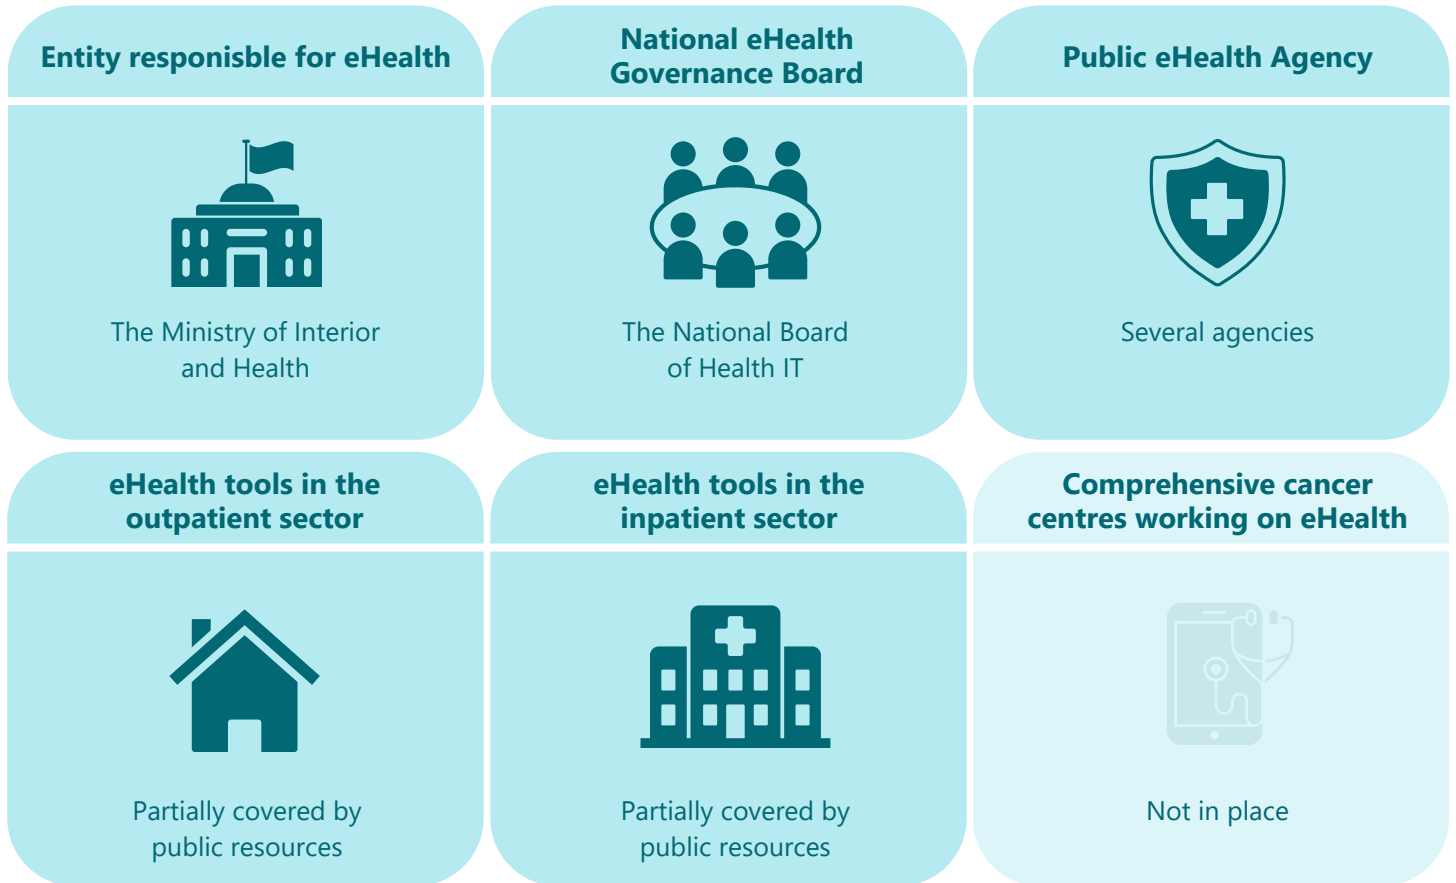 Entity responisble for eHealth
National eHealth
Governance Board
Public eHealth Agency
The Ministry of Interior
and Health
The National Board
of Health IT
Several agencies
eHealth tools in the
outpatient sector
eHealth tools in the
inpatient sector
Comprehensive cancer
centres working on eHealth
Partially covered by
public resources
Partially covered by
public resources
Not in place